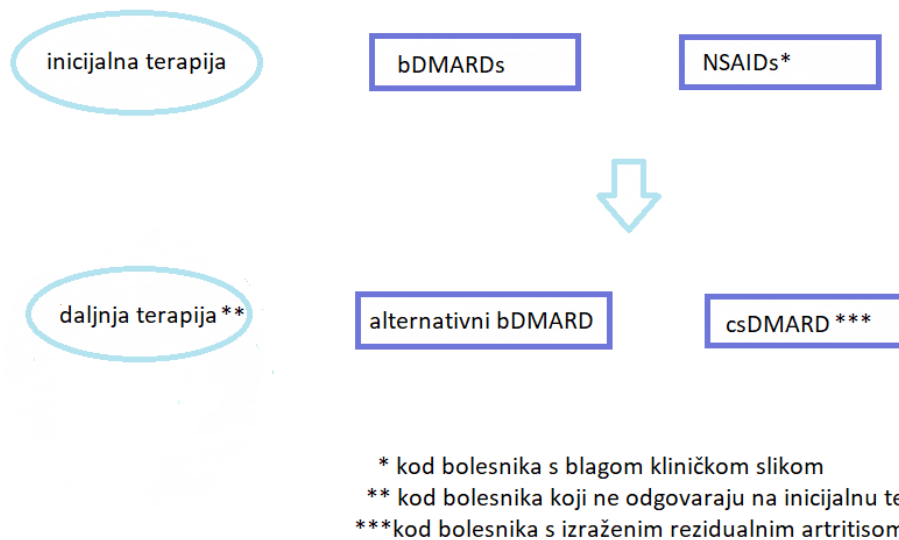 inicijalna terapija
bDMARDs
NSAIDs*
daljnja terapija**
alternativni bDMARD
csDMARD***
* kod bolesnika s blagom kliničkom slikom
** kod bolesnika koji ne odgovaraju na inicijalnu te
***kod bolesnika s izraženim rezidualnim artritisom